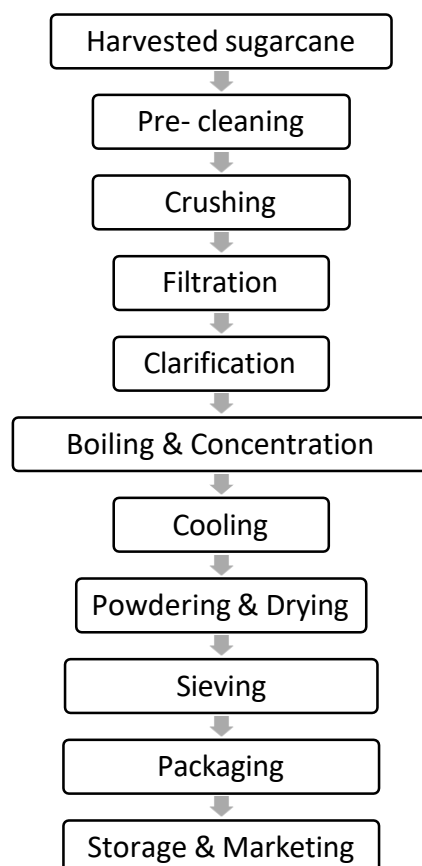 Harvested sugarcane
Pre- cleaning
Crushing
Filtration
Clarification
Boiling & Concentration
Cooling
Powdering & Drying
Sieving
Packaging
Storage & Marketing